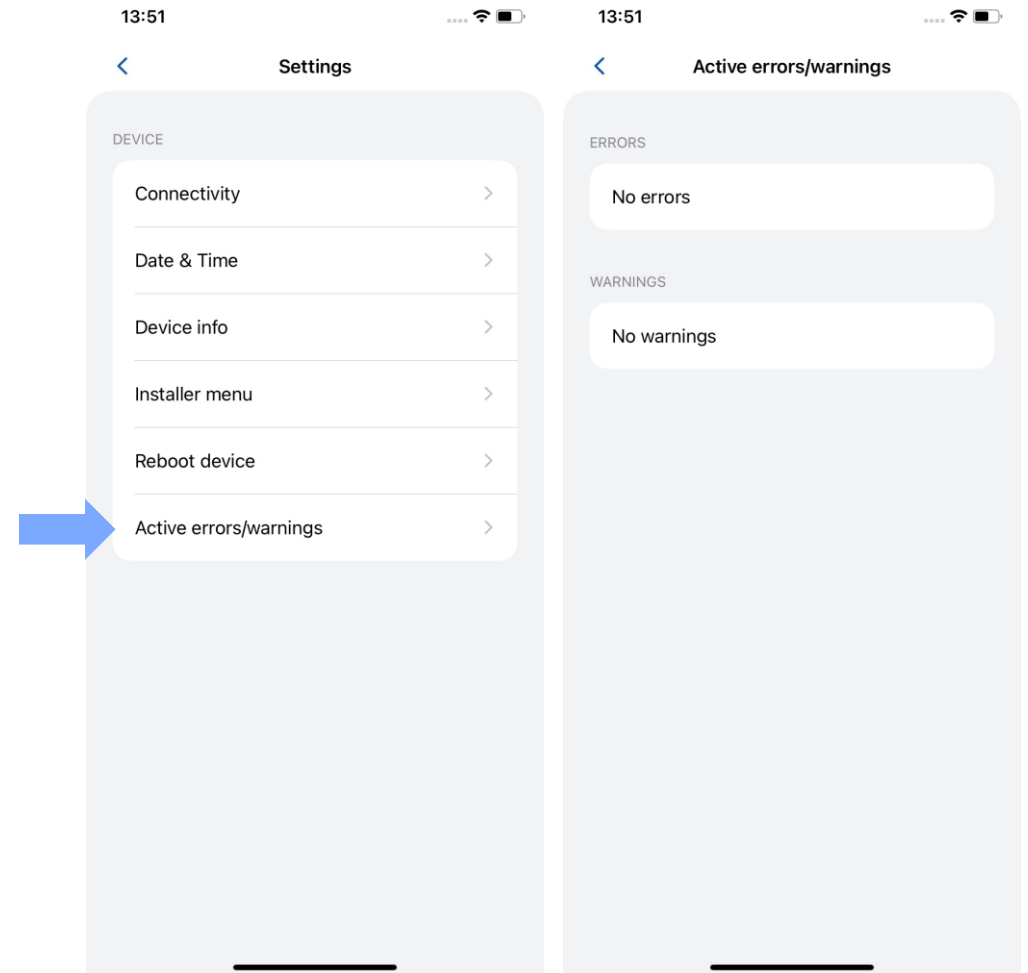 13:51
Settings
DEVICE
Connectivity
Date & Time
Device info
Installer menu
Reboot device
Active errors/warnings
13:51
Active errors/warnings
ERRORS
No errors
WARNINGS
No warnings